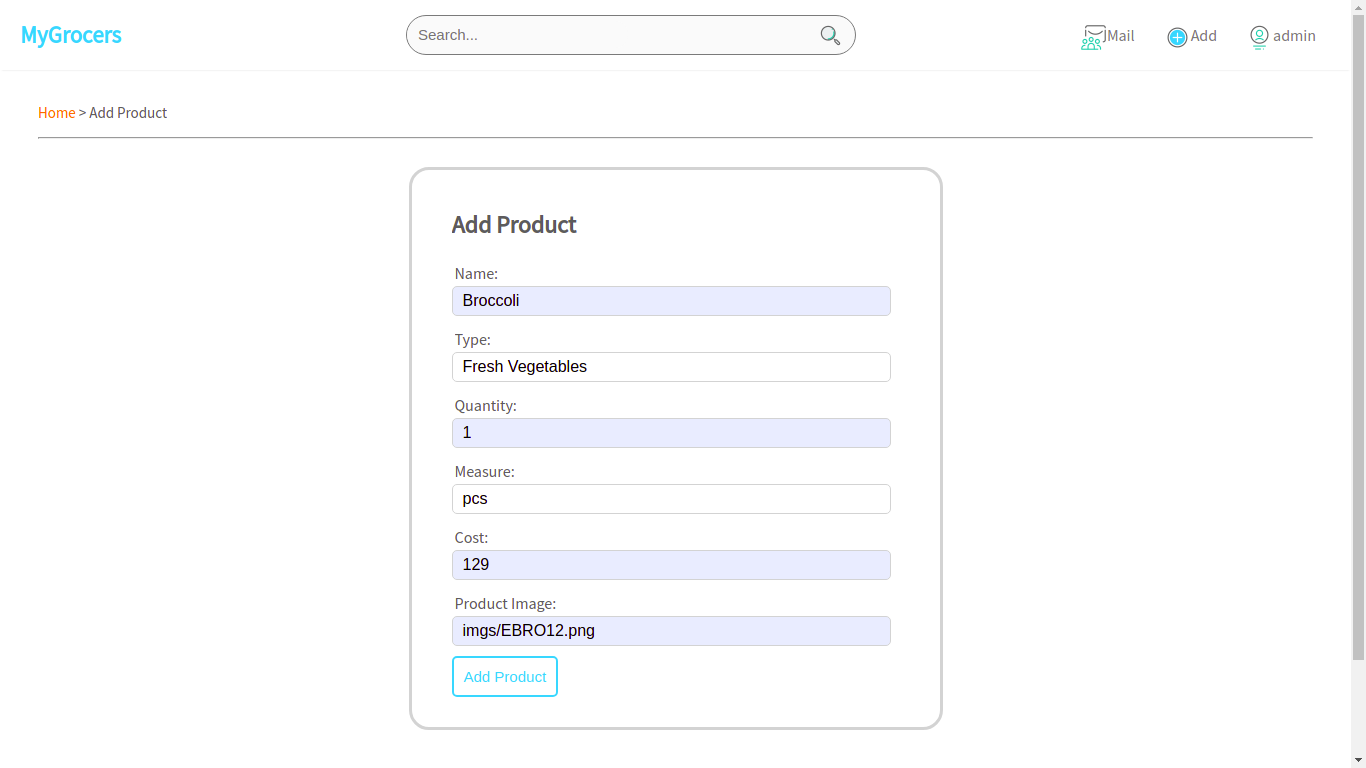 MyGrocers
Search...
Mail
Add
admin
Home > Add Product
Add Product
Name:
Broccoli
Type:
Fresh Vegetables
Quantity:
1
Measure:
pcs
Cost:
129
Product Image:
imgs/EBRO12.png
Add Product